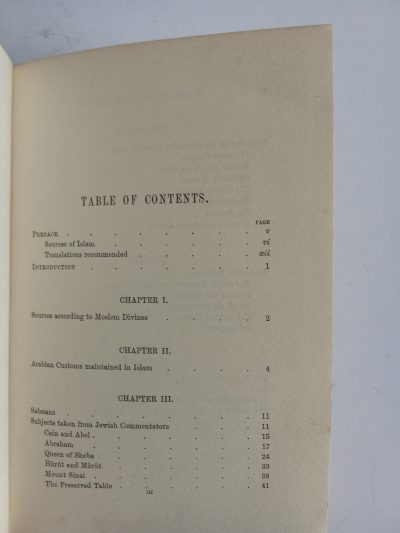 TABLE OF CONTENTS.
PAGE
PREFACE . . . . . . . . v
Sources of Islam . . . . . . vi
Translations recommended . . . . . xii
INTRODUCTION . . . . . . . 1
CHAPTER I.
Sources according to Moslem Divines . . . . 2
CHAPTER II.
Arabian Customs maintained in Islam . . . . 4
CHAPTER III.
Sabæans . . . . . . . . 11
Subjects taken from Jewish Commentators . . . 11
Cain and Abel . . . . . . . 15
Abraham . . . . . . . 17
Queen of Sheba . . . . . . 24
Hârût and Mârût . . . . . . 33
Mount Sinai . . . . . . . 38
The Preserved Table . . . . . . 41
iii